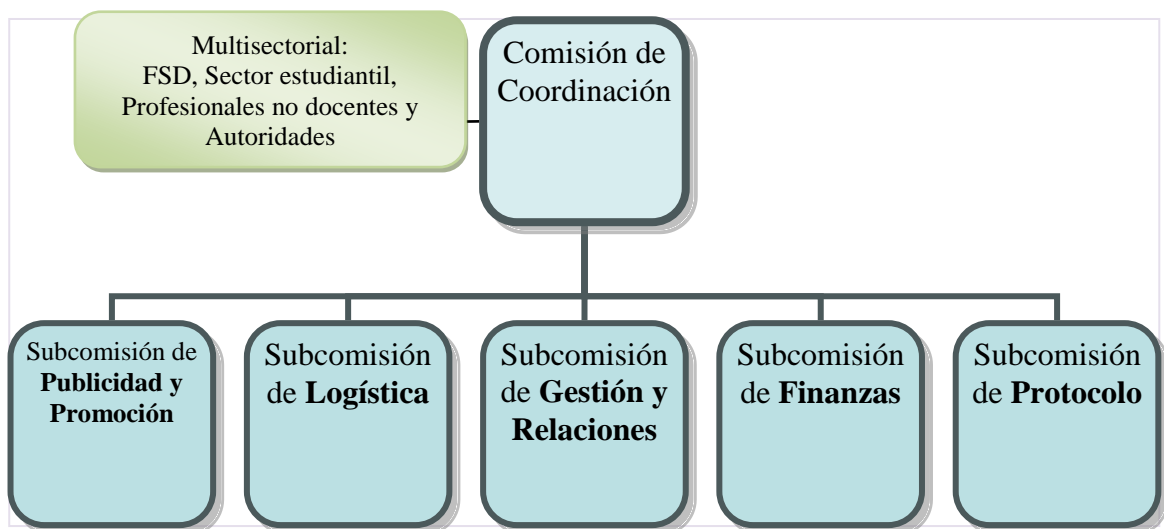 Multisectorial:
FSD, Sector estudiantil,
Profesionales no docentes y
Autoridades
Comisión de
Coordinación
Subcomisión de
Publicidad y
Promoción
Subcomisión
de Logística
Subcomisión
de Gestión y
Relaciones
Subcomisión
de Finanzas
Subcomisión
de Protocolo